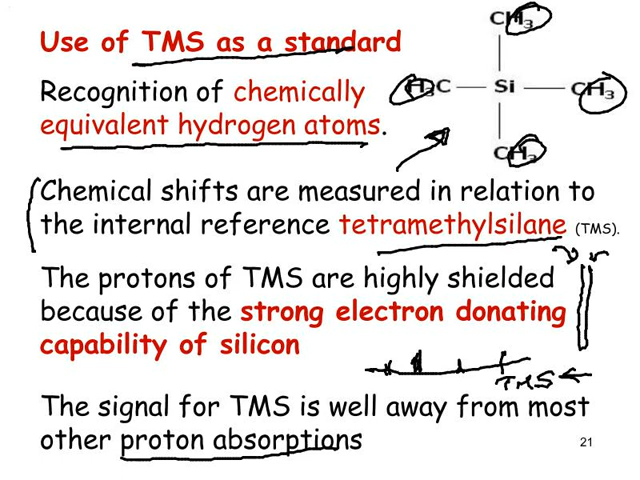 Use of TMS as a standard
CH3
Recognition of chemically
H3C Si CH3
equivalent hydrogen atoms.
CH3
Chemical shifts are measured in relation to
the internal reference tetramethylsilane (TMS).
The protons of TMS are highly shielded
because of the strong electron donating
capability of silicon
TMS
The signal for TMS is well away from most
other proton absorptions
21